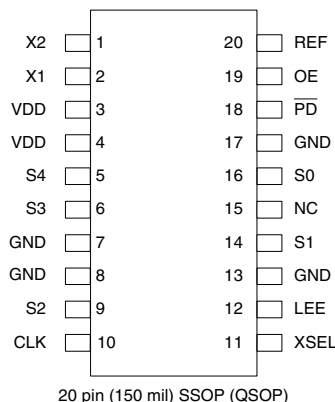 X2 1 20 REF
X1 2 19 OE
VDD 3 18 PD
VDD 4 17 GND
S4 5 16 S0
S3 6 15 NC
GND 7 14 S1
GND 8 13 GND
S2 9 12 LEE
CLK 10 11 XSEL
20 pin (150 mil) SSOP (QSOP)